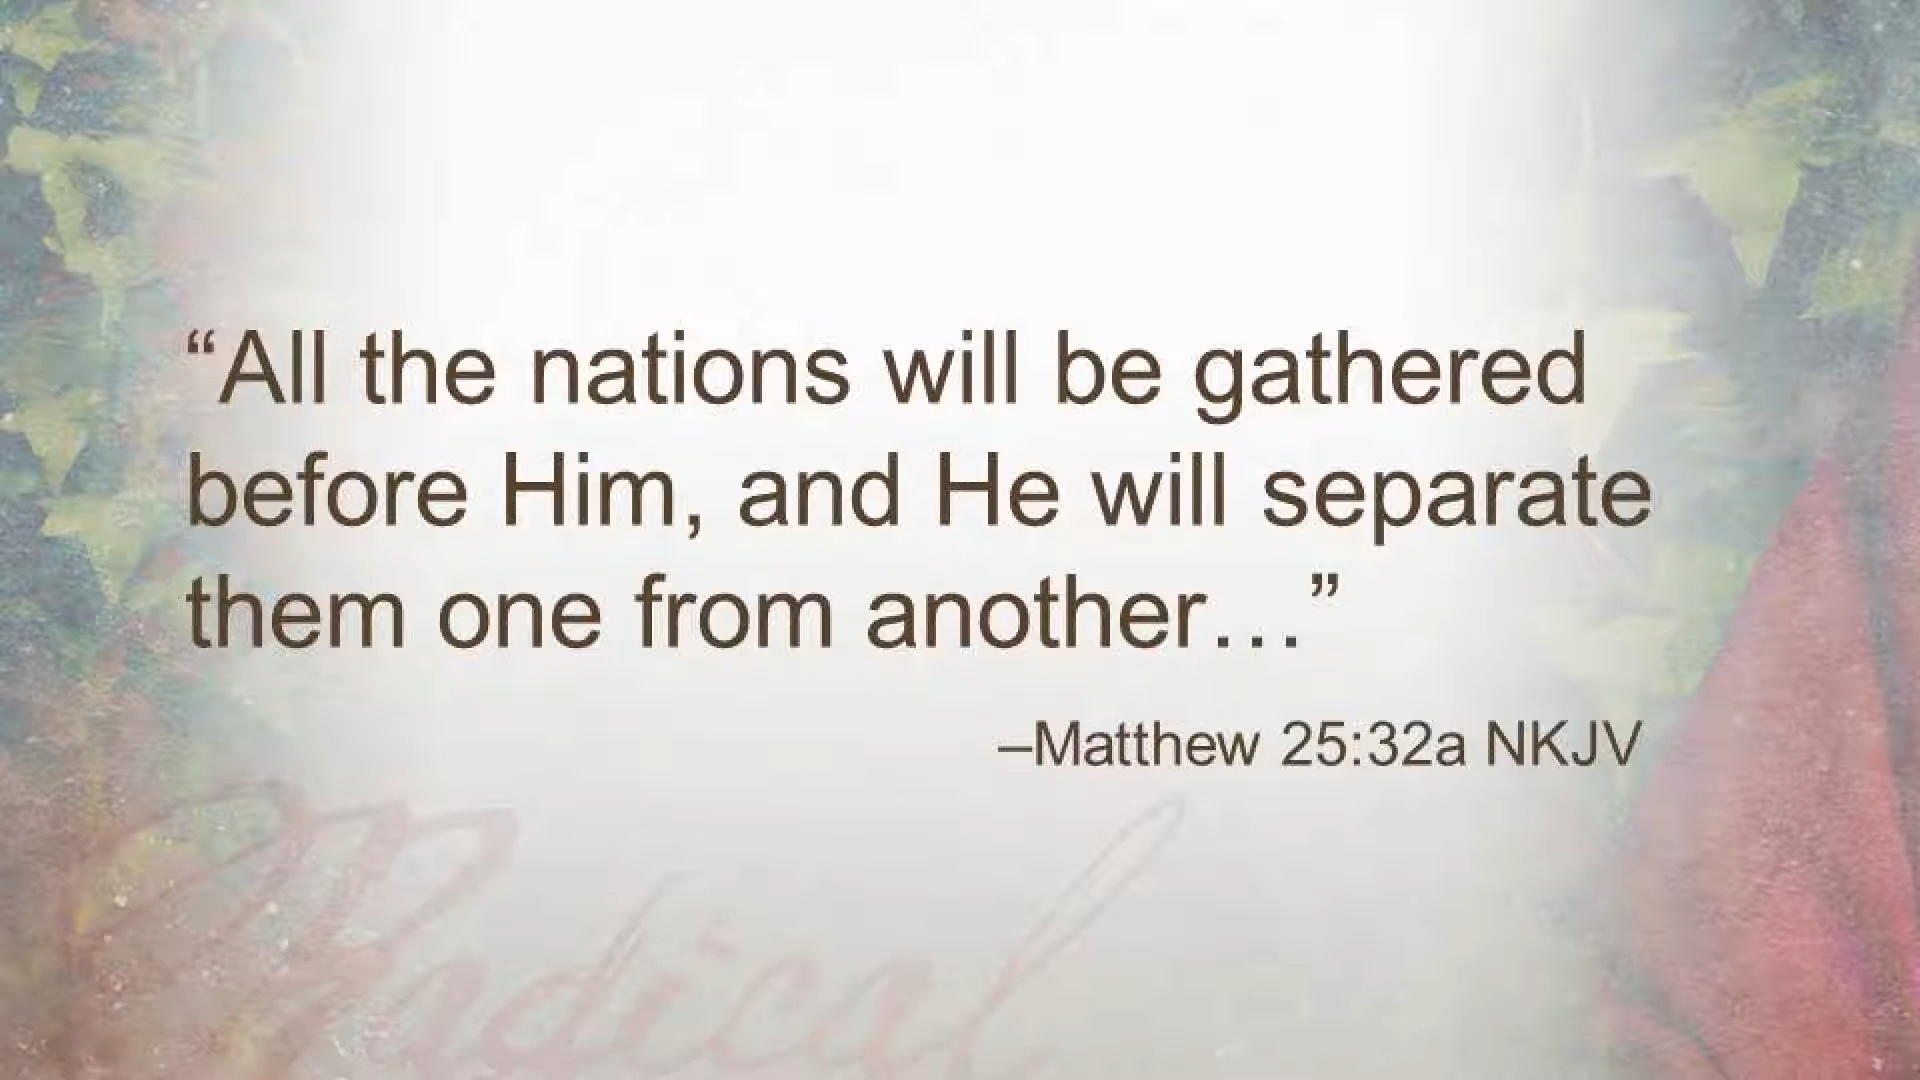 “All the nations will be gathered
before Him, and He will separate
them one from another…”
–Matthew 25:32a NKJV
Radical